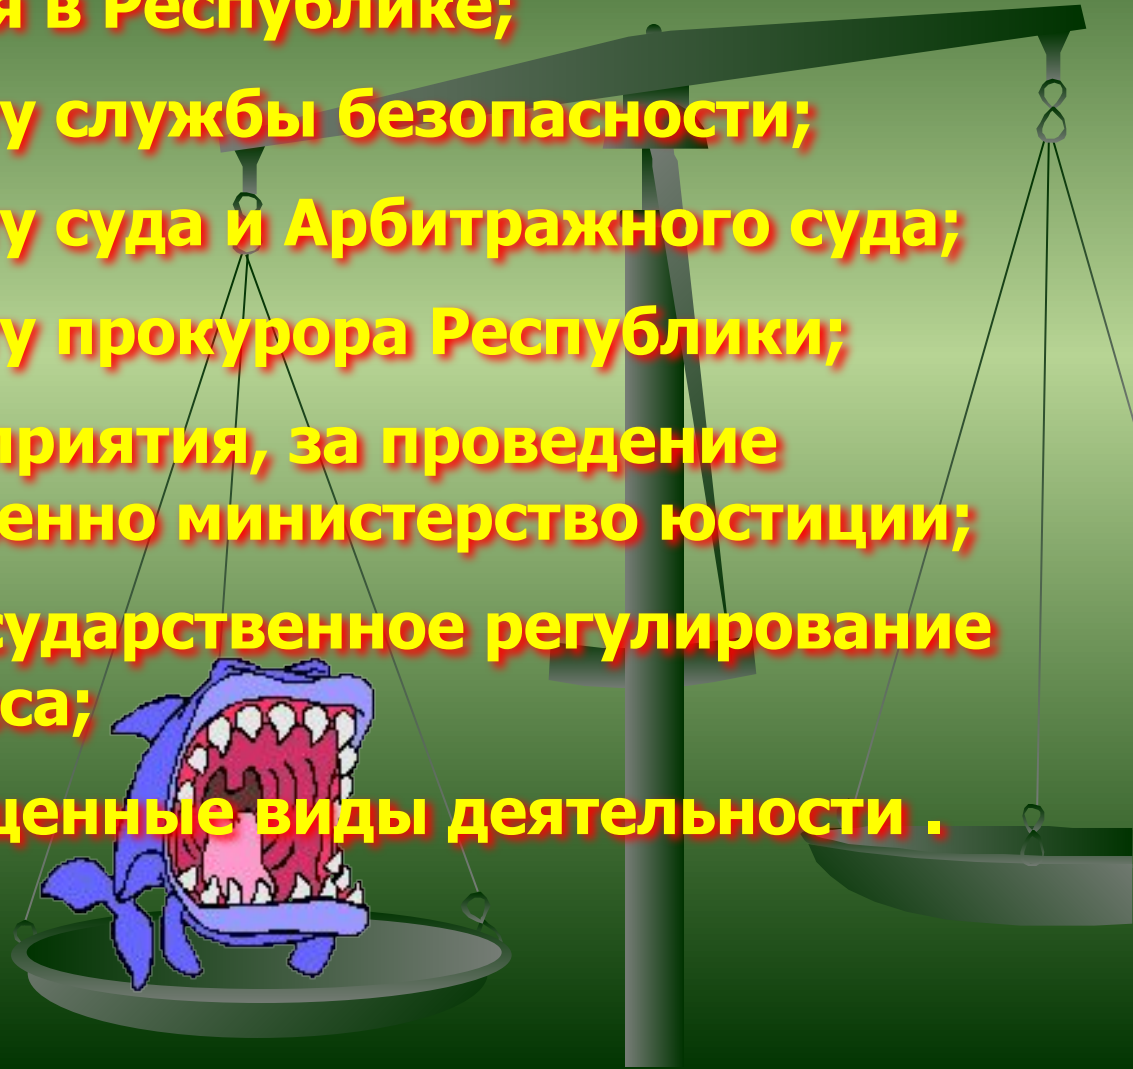 я в Республике;
у службы безопасности;
у суда и Арбитражного суда;
у прокурора Республики;
приятия, за проведение
енно министерство юстиции;
сударственное регулирование
са;
щенные виды деятельности .